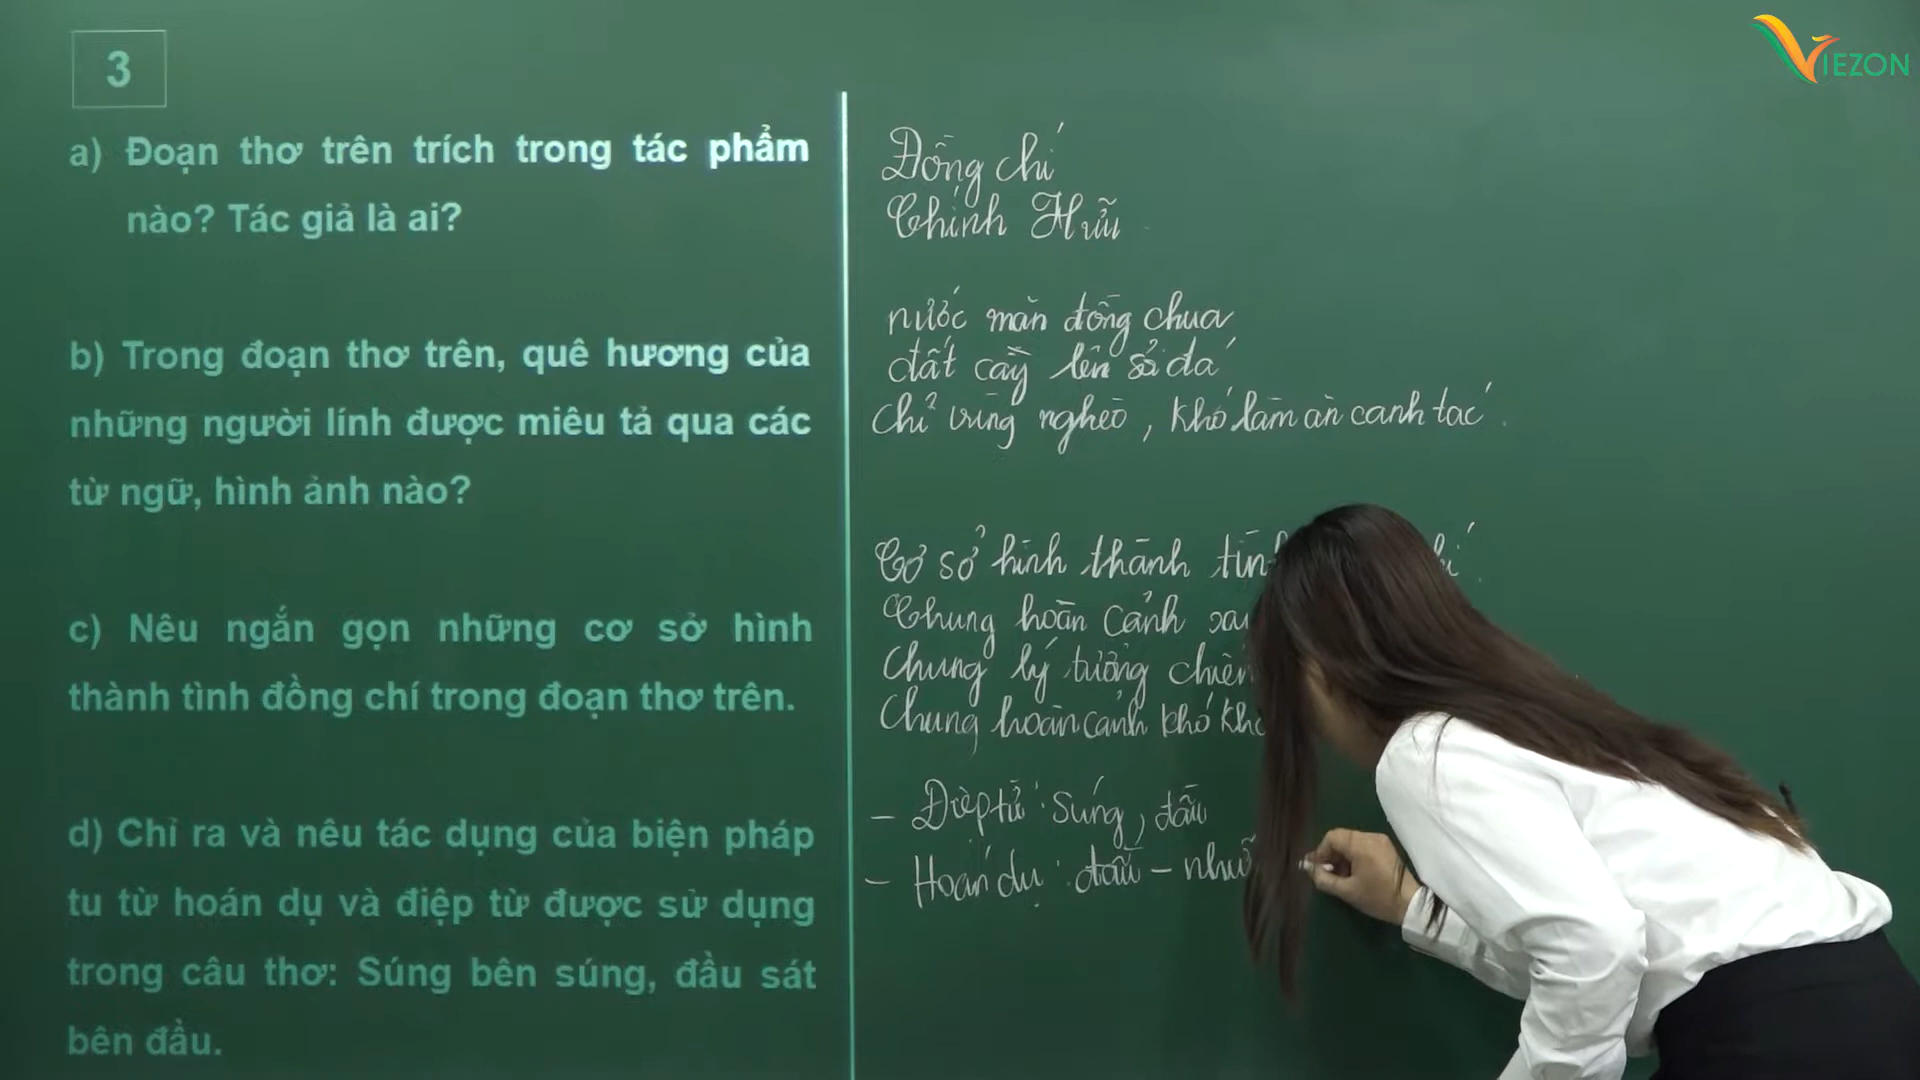 VIEZON
3
a) Đoạn thơ trên trích trong tác phẩm
nào? Tác giả là ai?
b) Trong đoạn thơ trên, quê hương của
những người lính được miêu tả qua các
từ ngữ, hình ảnh nào?
c) Nêu ngắn gọn những cơ sở hình
thành tình đồng chí trong đoạn thơ trên.
d) Chỉ ra và nêu tác dụng của biện pháp
tu từ hoán dụ và điệp từ được sử dụng
trong câu thơ: Súng bên súng, đầu sát
bên đầu.
Đồng chí
Chính Hữu
nước mặn đồng chua
đất cày lên sỏi đá
chỉ vùng nghèo, khó làm ăn canh tác.
Cơ sở hình thành
Chung hoàn cảnh
Chung lý tưởng
Chung hoàn cảnh khó
- Điệp từ: Súng, đầu
- Hoán dụ: đầu -